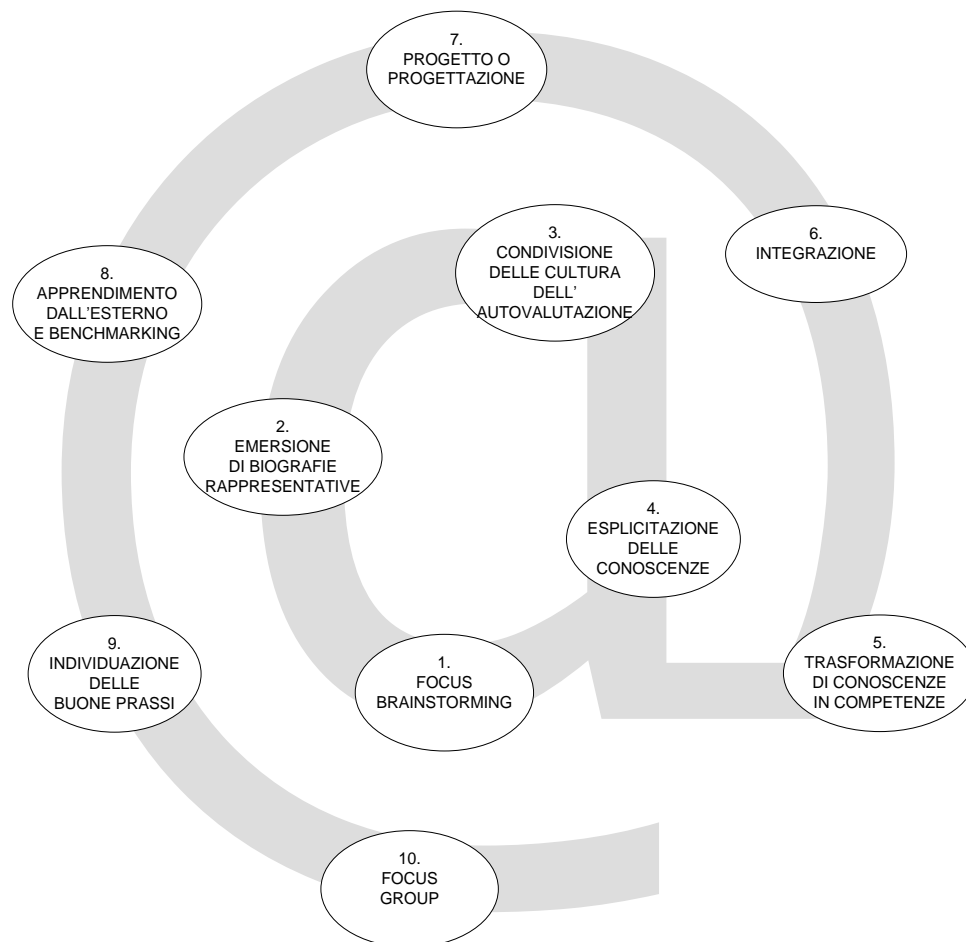 7.
PROGETTO O
PROGETTAZIONE
3.
CONDIVISIONE
DELLE CULTURA
DELL'
AUTOVALUTAZIONE
6.
INTEGRAZIONE
8.
APPRENDIMENTO
DALL'ESTERNO
E BENCHMARKING
2.
EMERSIONE
DI BIOGRAFIE
RAPPRESENTATIVE
4.
ESPLICITAZIONE
DELLE
CONOSCENZE
9.
INDIVIDUAZIONE
DELLE
BUONE PRASSI
1.
FOCUS
BRAINSTORMING
5.
TRASFORMAZIONE
DI CONOSCENZE
IN COMPETENZE
10.
FOCUS
GROUP